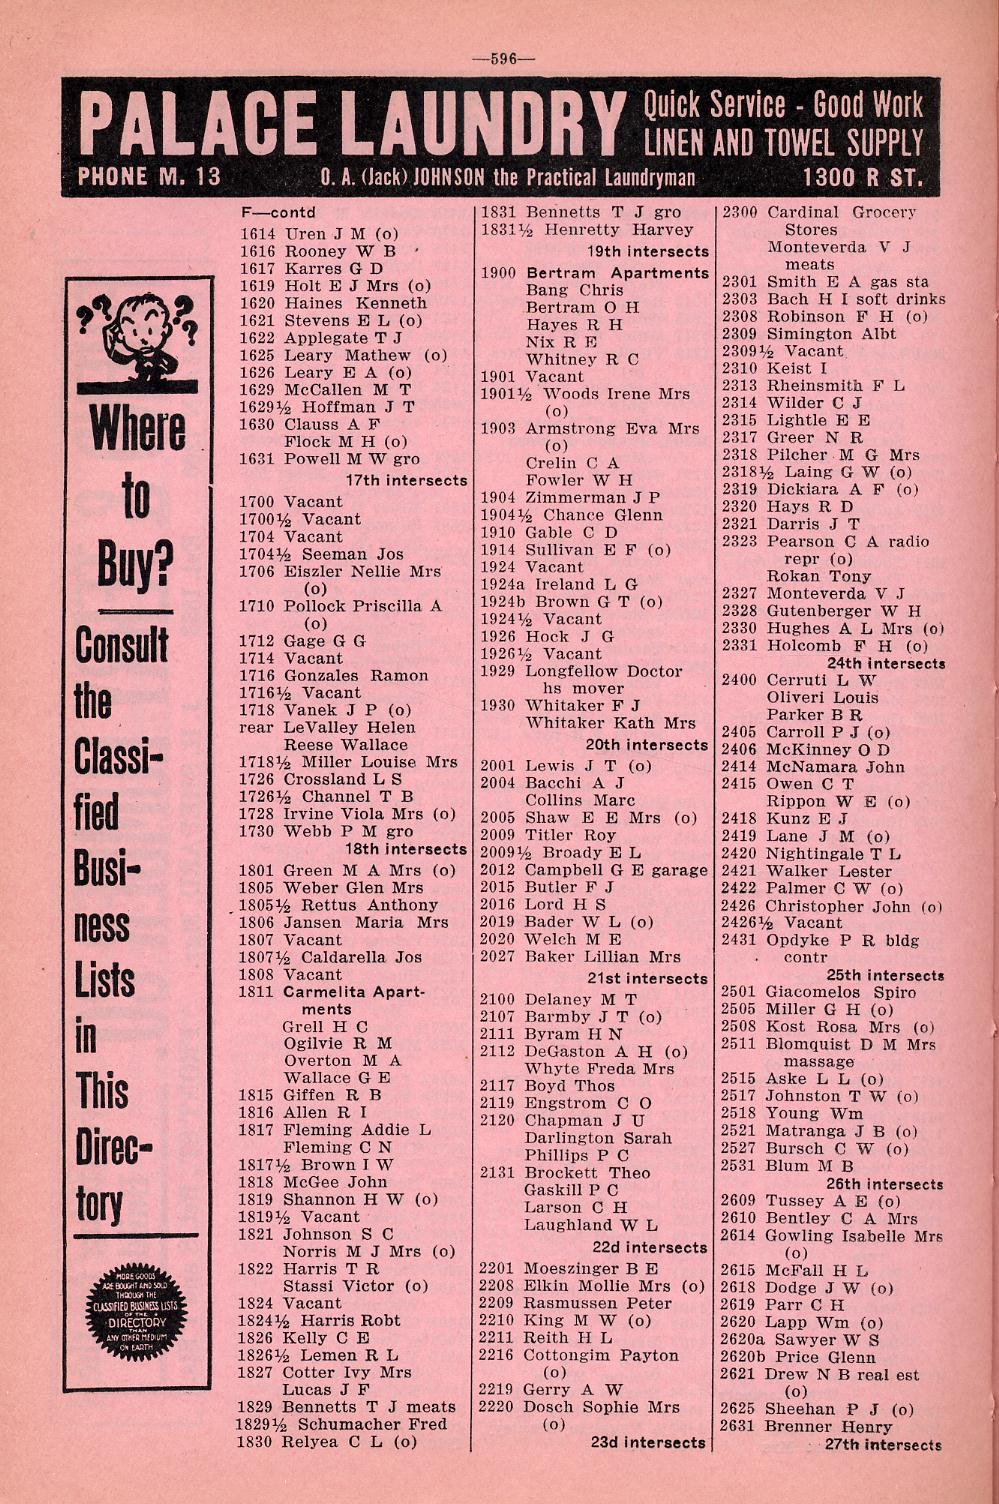 —596—
PALACE LAUNDRY
Quick Service - Good Work
LINEN AND TOWEL SUPPLY
PHONE M. 13
O. A. (Jack) JOHNSON the Practical Laundryman
1300 R ST.
??
??
Where
to
Buy?
Consult
the
Classi-
fied
Busi-
ness
Lists
in
This
Direc-
tory
MORE GOODS
ARE BOUGHT AND SOLD
THROUGH THE
CLASSIFIED BUSINESS LISTS
OF THE
DIRECTORY
THAN
ANY OTHER MEDIUM
ON EARTH
F—contd
1614 Uren J M (o)
1616 Rooney W B
1617 Karres G D
1619 Holt E J Mrs (o)
1620 Haines Kenneth
1621 Stevens E L (o)
1622 Applegate T J
1625 Leary Mathew (o)
1626 Leary E A (o)
1629 McCallen M T
1629½ Hoffman J T
1630 Clauss A F
Flock M H (o)
1631 Powell M W gro
17th intersects
1700 Vacant
1700½ Vacant
1704 Vacant
1704½ Seeman Jos
1706 Eiszler Nellie Mrs
(o)
1710 Pollock Priscilla A
(o)
1712 Gage G G
1714 Vacant
1716 Gonzales Ramon
1716½ Vacant
1718 Vanek J P (o)
rear LeValley Helen
Reese Wallace
1718½ Miller Louise Mrs
1726 Crossland L S
1726½ Channel T B
1728 Irvine Viola Mrs (o)
1730 Webb P M gro
18th intersects
1801 Green M A Mrs (o)
1805 Weber Glen Mrs
1805½ Rettus Anthony
1806 Jansen Maria Mrs
1807 Vacant
1807½ Caldarella Jos
1808 Vacant
1811 Carmelita Apart-
ments
Grell H C
Ogilvie R M
Overton M A
Wallace G E
1815 Giffen R B
1816 Allen R I
1817 Fleming Addie L
Fleming C N
1817½ Brown I W
1818 McGee John
1819 Shannon H W (o)
1819½ Vacant
1821 Johnson S C
Norris M J Mrs (o)
1822 Harris T R
Stassi Victor (o)
1824 Vacant
1824½ Harris Robt
1826 Kelly C E
1826½ Lemen R L
1827 Cotter Ivy Mrs
Lucas J F
1829 Bennetts T J meats
1829½ Schumacher Fred
1830 Relyea C L (o)
1831 Bennetts T J gro
1831½ Henretty Harvey
19th intersects
1900 Bertram Apartments
Bang Chris
Bertram O H
Hayes R H
Nix R E
Whitney R C
1901 Vacant
1901½ Woods Irene Mrs
(o)
1903 Armstrong Eva Mrs
(o)
Crelin C A
Fowler W H
1904 Zimmerman J P
1904½ Chance Glenn
1910 Gable C D
1914 Sullivan E F (o)
1924 Vacant
1924a Ireland L G
1924b Brown G T (o)
1924½ Vacant
1926 Hock J G
1926½ Vacant
1929 Longfellow Doctor
hs mover
1930 Whitaker F J
Whitaker Kath Mrs
20th intersects
2001 Lewis J T (o)
2004 Bacchi A J
Collins Marc
2005 Shaw E E Mrs (o)
2009 Titler Roy
2009½ Broady E L
2012 Campbell G E garage
2015 Butler F J
2016 Lord H S
2019 Bader W L (o)
2020 Welch M E
2027 Baker Lillian Mrs
21st intersects
2100 Delaney M T
2107 Barmby J T (o)
2111 Byram H N
2112 DeGaston A H (o)
Whyte Freda Mrs
2117 Boyd Thos
2119 Engstrom C O
2120 Chapman J U
Darlington Sarah
Phillips P C
2131 Brockett Theo
Gaskill P C
Larson C H
Laughland W L
22d intersects
2201 Moeszinger B E
2208 Elkin Mollie Mrs (o)
2209 Rasmussen Peter
2210 King M W (o)
2211 Reith H L
2216 Cottongim Payton
(o)
2219 Gerry A W
2220 Dosch Sophie Mrs
(o)
23d intersects
2300 Cardinal Grocery
Stores
Monteverda V J
meats
2301 Smith E A gas sta
2303 Bach H I soft drinks
2308 Robinson F H (o)
2309 Simington Albt
2309½ Vacant
2310 Keist I
2313 Rheinsmith F L
2314 Wilder C J
2315 Lightle E E
2317 Greer N R
2318 Pilcher M G Mrs
2318½ Laing G W (o)
2319 Dickiara A F (o)
2320 Hays R D
2321 Darris J T
2323 Pearson C A radio
repr (o)
Rokan Tony
2327 Monteverda V J
2328 Gutenberger W H
2330 Hughes A L Mrs (o)
2331 Holcomb F H (o)
24th intersects
2400 Cerruti L W
Oliveri Louis
Parker B R
2405 Carroll P J (o)
2406 McKinney O D
2414 McNamara John
2415 Owen C T
Rippon W E (o)
2418 Kunz E J
2419 Lane J M (o)
2420 Nightingale T L
2421 Walker Lester
2422 Palmer C W (o)
2426 Christopher John (o)
2426½ Vacant
2431 Opdyke P R bldg
contr
25th intersects
2501 Giacomelos Spiro
2505 Miller G H (o)
2508 Kost Rosa Mrs (o)
2511 Blomquist D M Mrs
massage
2515 Aske L L (o)
2517 Johnston T W (o)
2518 Young Wm
2521 Matranga J B (o)
2527 Bursch C W (o)
2531 Blum M B
26th intersects
2609 Tussey A E (o)
2610 Bentley C A Mrs
2614 Gowling Isabelle Mrs
(o)
2615 McFall H L
2618 Dodge J W (o)
2619 Parr C H
2620 Lapp Wm (o)
2620a Sawyer W S
2620b Price Glenn
2621 Drew N B real est
(o)
2625 Sheehan P J (o)
2631 Brenner Henry
27th intersects